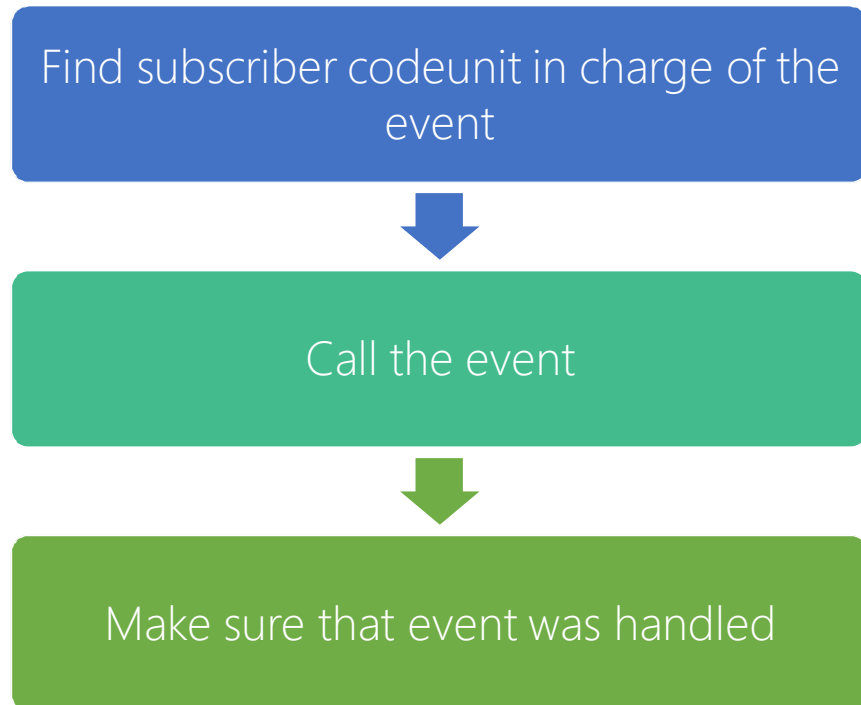 Find subscriber codeunit in charge of the
event
Call the event
Make sure that event was handled